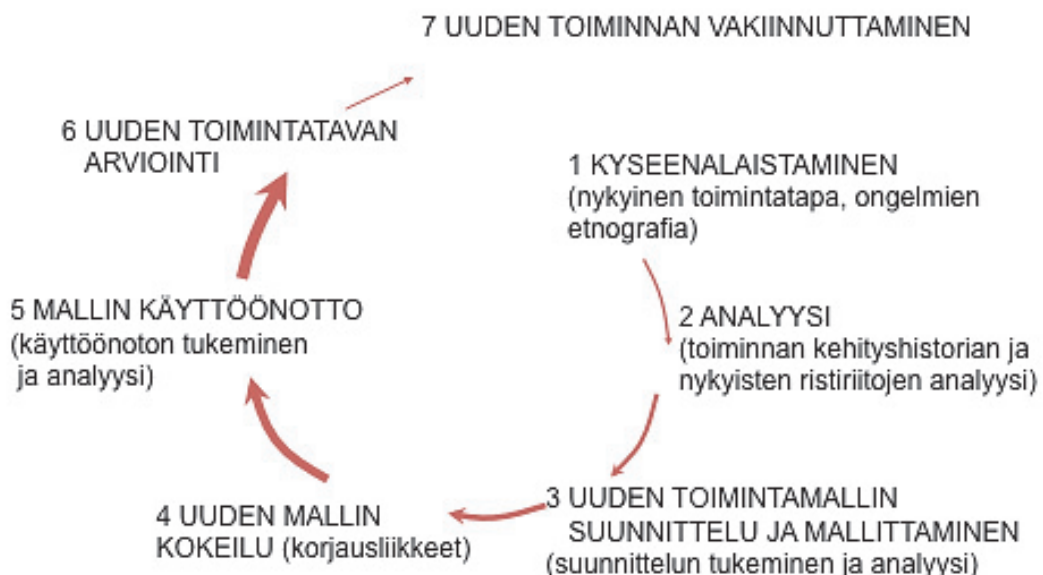 7 UUDEN TOIMINNAN VAKIINNUTTAMINEN
6 UUDEN TOIMINTATAVAN
ARVIOINTI
1 KYSEENALAISTAMINEN
(nykyinen toimintatapa, ongelmien
etnografia)
5 MALLIN KÄYTTÖÖNOTTO
(käyttöönoton tukeminen
ja analyysi)
2 ANALYYSI
(toiminnan kehityshistorian ja
nykyisten ristiriitojen analyysi)
4 UUDEN MALLIN
KOKEILU (korjausliikkeet)
3 UUDEN TOIMINTAMALLIN
SUUNNITTELU JA MALLITTAMINEN
(suunnittelun tukeminen ja analyysi)